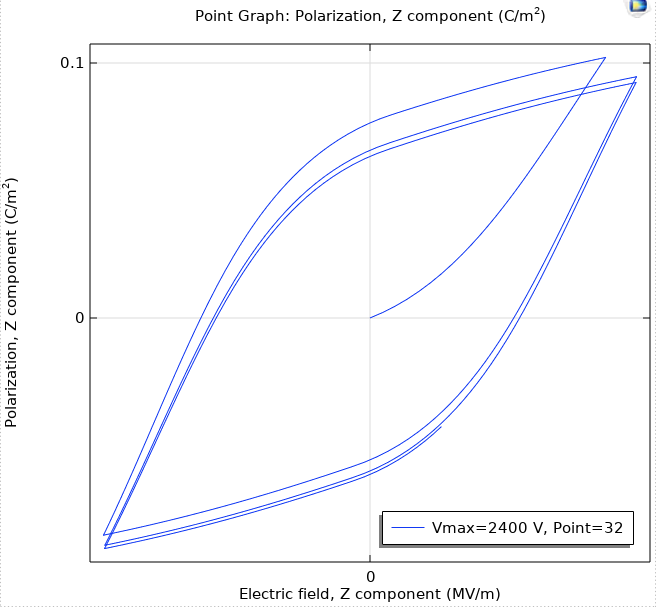 Point Graph: Polarization, Z component (C/m²)
0.1
Polarization, Z component (C/m²)
0
Vmax=2400 V, Point=32
0
Electric field, Z component (MV/m)